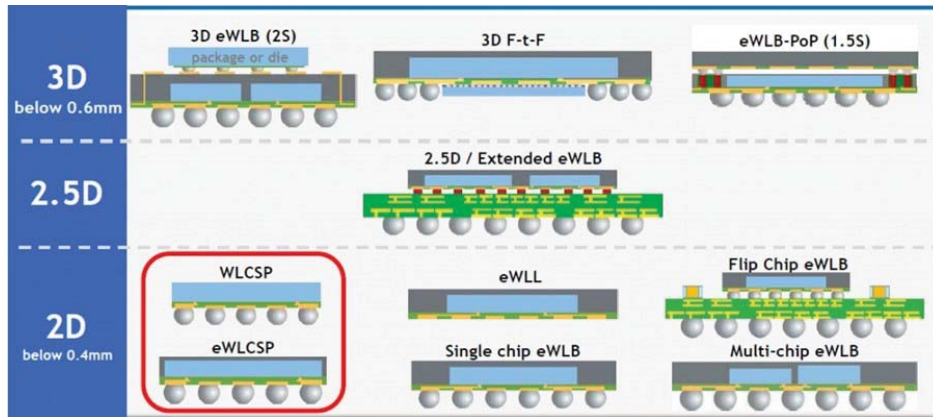 3D eWLB (2S)
package or die
3D F-t-F
eWLB-PoP (1.5S)
3D
below 0.6mm
2.5D / Extended eWLB
2.5D
WLCSP
eWLL
Flip Chip eWLB
2D
below 0.4mm
eWLCSP
Single chip eWLB
Multi-chip eWLB